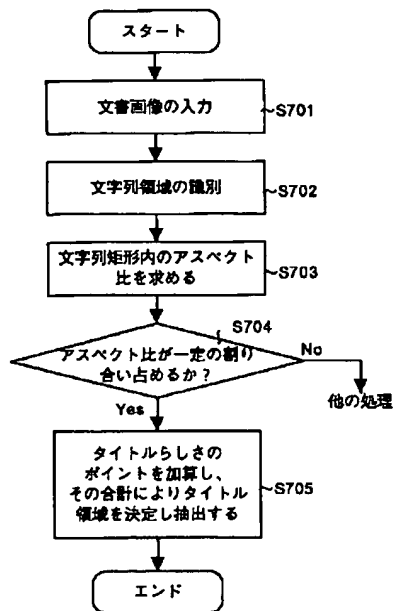 スタート
文書画像の入力
S701
文字列領域の識別
S702
文字列矩形内のアスペクト
比を求める
S703
S704
アスペクト比が一定の割り
合い占めるか？
No
他の処理
Yes
タイトルらしさの
ポイントを加算し、
その合計によりタイトル
領域を決定し抽出する
S705
エンド